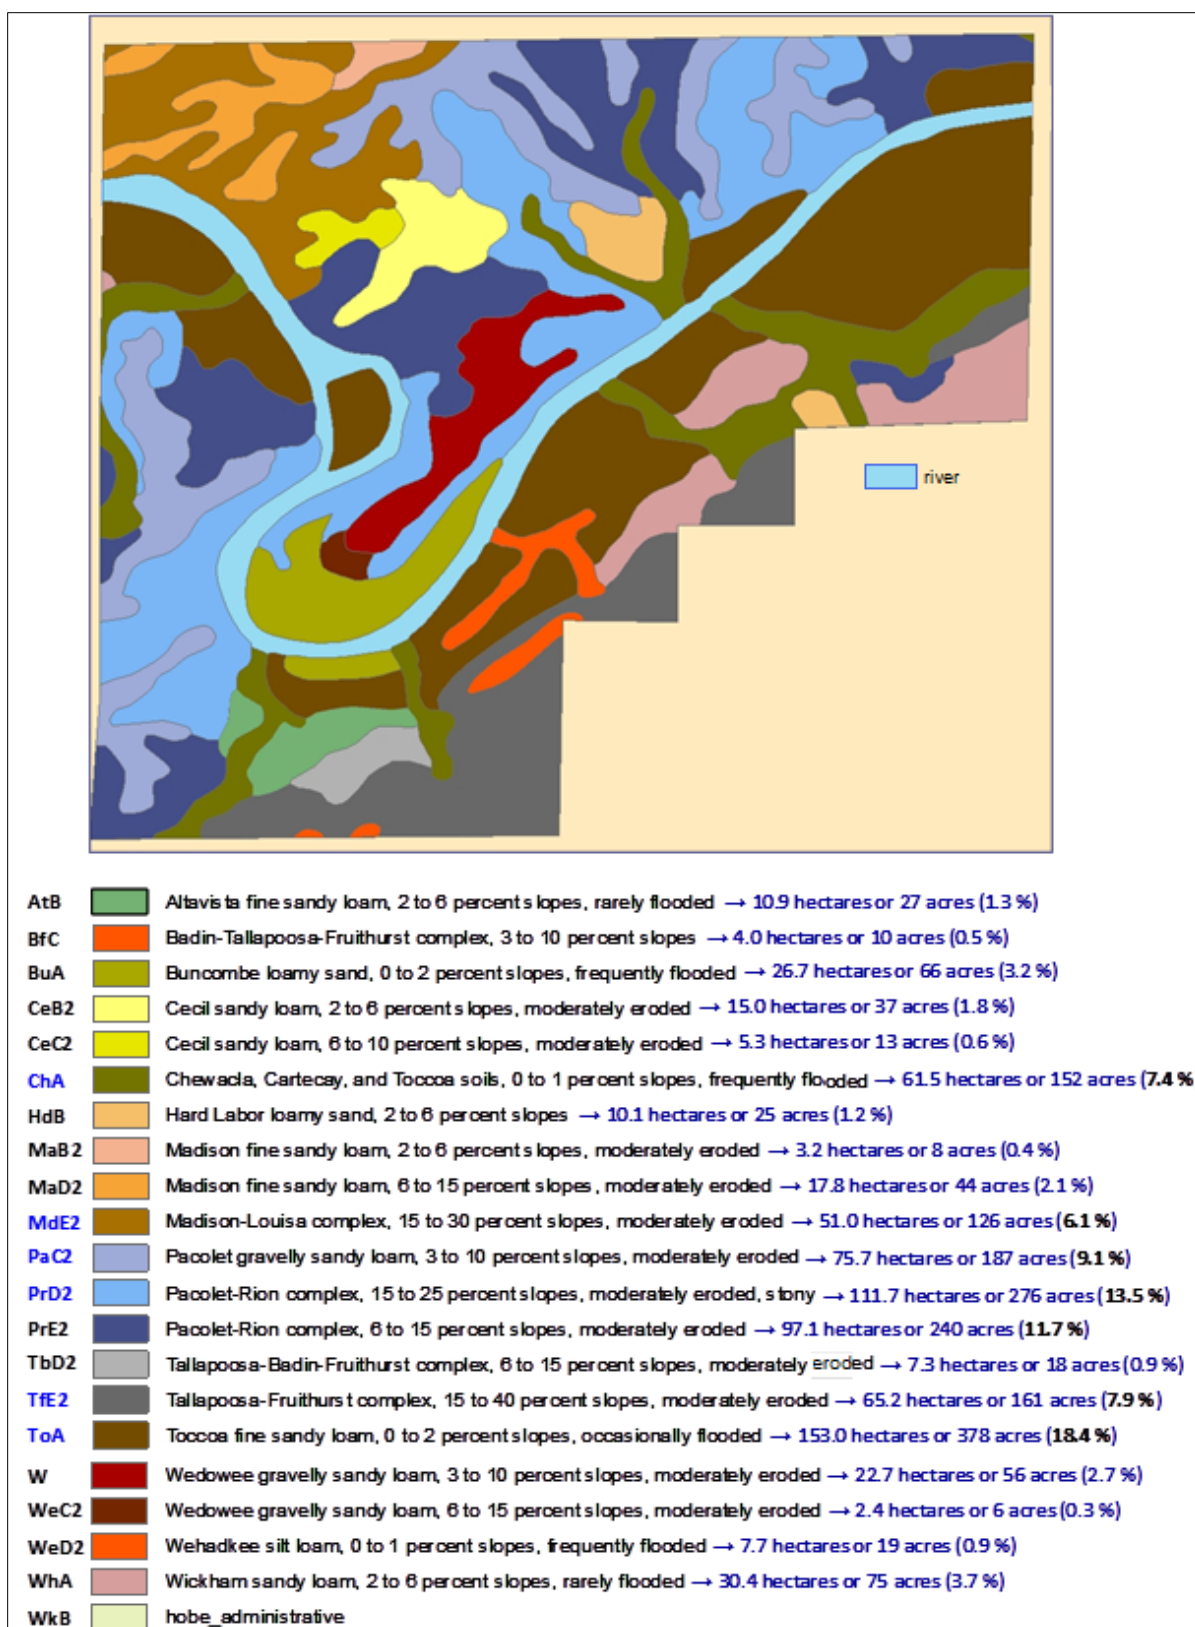 river
AtB Altavista fine sandy loam, 2 to 6 percent slopes, rarely flooded → 10.9 hectares or 27 acres (1.3 %)
BfC Badin-Tallapoosa-Fruithurst complex, 3 to 10 percent slopes → 4.0 hectares or 10 acres (0.5 %)
BuA Buncombe loamy sand, 0 to 2 percent slopes, frequently flooded → 26.7 hectares or 66 acres (3.2 %)
CeB2 Cecil sandy loam, 2 to 6 percent slopes, moderately eroded → 15.0 hectares or 37 acres (1.8 %)
CeC2 Cecil sandy loam, 6 to 10 percent slopes, moderately eroded → 5.3 hectares or 13 acres (0.6 %)
ChA Chewacla, Cartecay, and Toccoa soils, 0 to 1 percent slopes, frequently flooded → 61.5 hectares or 152 acres (7.4 %
HdB Hard Labor loamy sand, 2 to 6 percent slopes → 10.1 hectares or 25 acres (1.2 %)
MaB2 Madison fine sandy loam, 2 to 6 percent slopes, moderately eroded → 3.2 hectares or 8 acres (0.4 %)
MaD2 Madison fine sandy loam, 6 to 15 percent slopes, moderately eroded → 17.8 hectares or 44 acres (2.1 %)
MdE2 Madison-Louisa complex, 15 to 30 percent slopes, moderately eroded → 51.0 hectares or 126 acres (6.1 %)
PaC2 Pacolet gravelly sandy loam, 3 to 10 percent slopes, moderately eroded → 75.7 hectares or 187 acres (9.1 %)
PrD2 Pacolet-Rion complex, 15 to 25 percent slopes, moderately eroded, stony → 111.7 hectares or 276 acres (13.5 %)
PrE2 Pacolet-Rion complex, 6 to 15 percent slopes, moderately eroded → 97.1 hectares or 240 acres (11.7 %)
TbD2 Tallapoosa-Badin-Fruithurst complex, 6 to 15 percent slopes, moderately eroded → 7.3 hectares or 18 acres (0.9 %)
TfE2 Tallapoosa-Fruithurst complex, 15 to 40 percent slopes, moderately eroded → 65.2 hectares or 161 acres (7.9 %)
ToA Toccoa fine sandy loam, 0 to 2 percent slopes, occasionally flooded → 153.0 hectares or 378 acres (18.4 %)
W Wedowee gravelly sandy loam, 3 to 10 percent slopes, moderately eroded → 22.7 hectares or 56 acres (2.7 %)
WeC2 Wedowee gravelly sandy loam, 6 to 15 percent slopes, moderately eroded → 2.4 hectares or 6 acres (0.3 %)
WeD2 Wehadkee silt loam, 0 to 1 percent slopes, frequently flooded → 7.7 hectares or 19 acres (0.9 %)
WhA Wickham sandy loam, 2 to 6 percent slopes, rarely flooded → 30.4 hectares or 75 acres (3.7 %)
WkB hobe_administrative